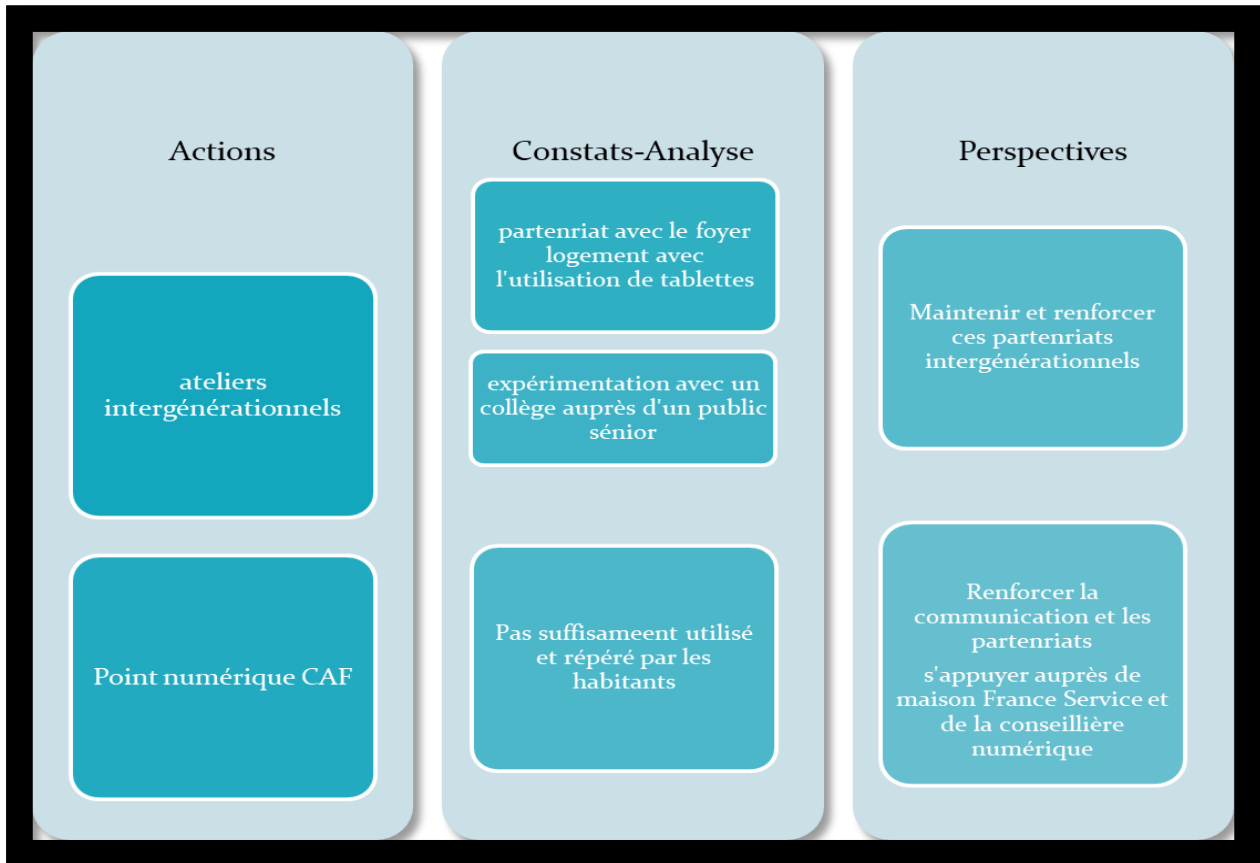 Actions
ateliers
intergénérationnels
Point numérique CAF
Constats-Analyse
partenriat avec le foyer
logement avec
l'utilisation de tablettes
expérimentation avec un
collège auprès d'un public
sénior
Pas suffisameent utilisé
et répéré par les
habitants
Perspectives
Maintenir et renforcer
ces partenriats
intergénérationnels
Renforcer la
communication et les
partenriats
s'appuyer auprès de
maison France Service et
de la conseillière
numérique